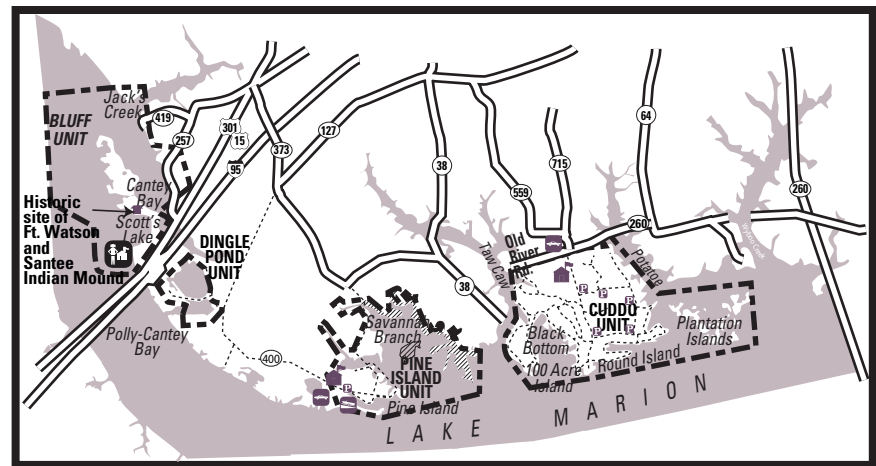 Jack's
Creek
BLUFF
UNIT
419
257
301
15
95
373
127
38
559
715
64
260
Historic
site of
Ft. Watson
and
Santee
Indian Mound
Cantey
Bay
Scott's
Lake
DINGLE
POND
UNIT
Polly-Cantey
Bay
400
38
Taw Caw
Old
River
Rd.
260
Potato
Wyboo Creek
Savannah
Branch
PINE
ISLAND
UNIT
Pine Island
P
P
P
P
P
P
P
CUDDO
UNIT
Black
Bottom
100 Acre
Island
Round Island
Plantation
Islands
LAKE MARION